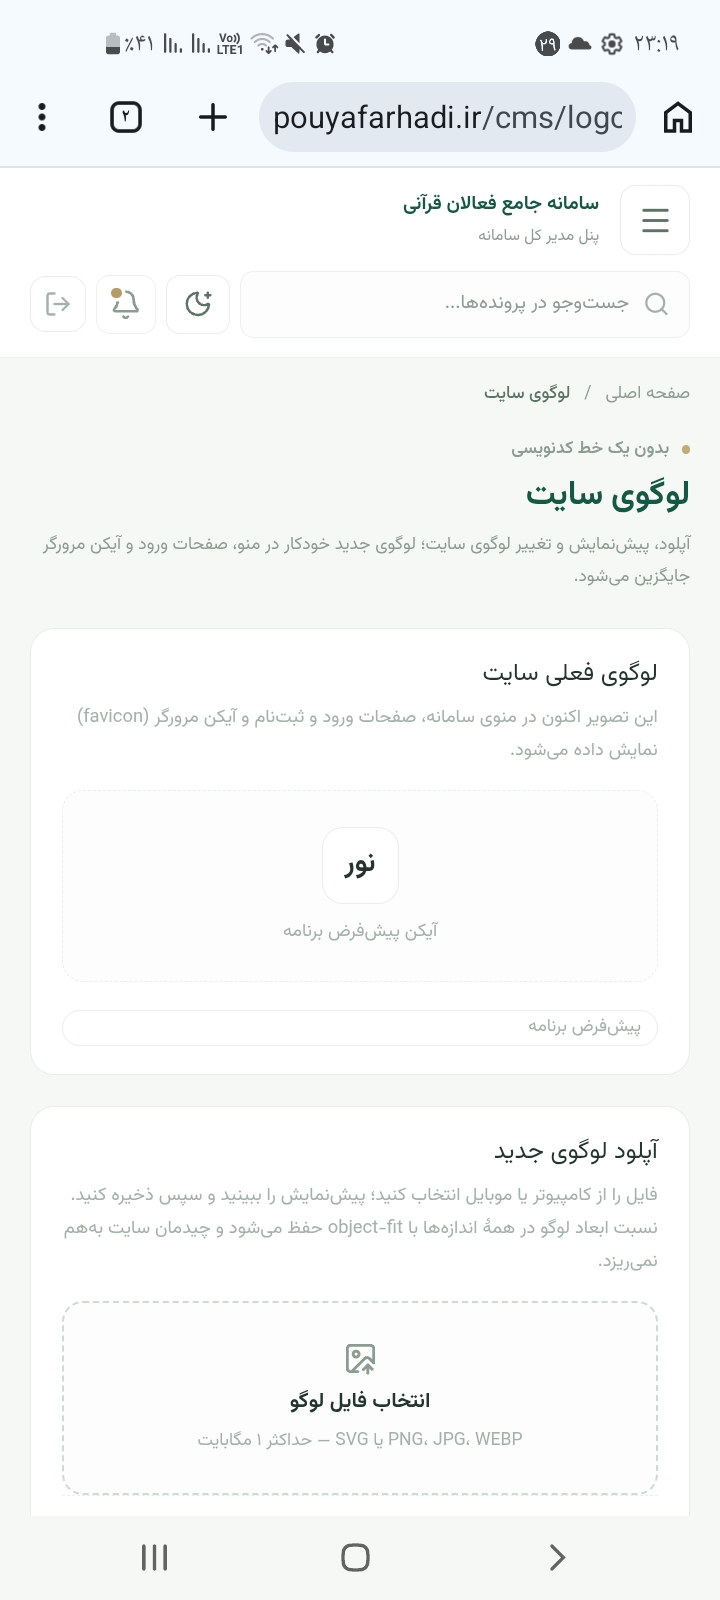 ۲۳:۱۹
۲۹
Vo))
LTE1
٪۴۱
pouyafarhadi.ir/cms/logo
۲
سامانه جامع فعالان قرآنی
پنل مدیر کل سامانه
جست‌وجو در پرونده‌ها...
صفحه اصلی / لوگوی سایت
بدون یک خط کدنویسی
لوگوی سایت
آپلود، پیش‌نمایش و تغییر لوگوی سایت؛ لوگوی جدید خودکار در منو، صفحات ورود و آیکن مرورگر
جایگزین می‌شود.
لوگوی فعلی سایت
این تصویر اکنون در منوی سامانه، صفحات ورود و ثبت‌نام و آیکن مرورگر (favicon)
نمایش داده می‌شود.
نور
آیکن پیش‌فرض برنامه
پیش‌فرض برنامه
آپلود لوگوی جدید
فایل را از کامپیوتر یا موبایل انتخاب کنید؛ پیش‌نمایش را ببینید و سپس ذخیره کنید.
نسبت ابعاد لوگو در همهٔ اندازه‌ها با object-fit حفظ می‌شود و چیدمان سایت به‌هم
نمی‌ریزد.
انتخاب فایل لوگو
PNG، JPG، WEBP یا SVG — حداکثر ۱ مگابایت